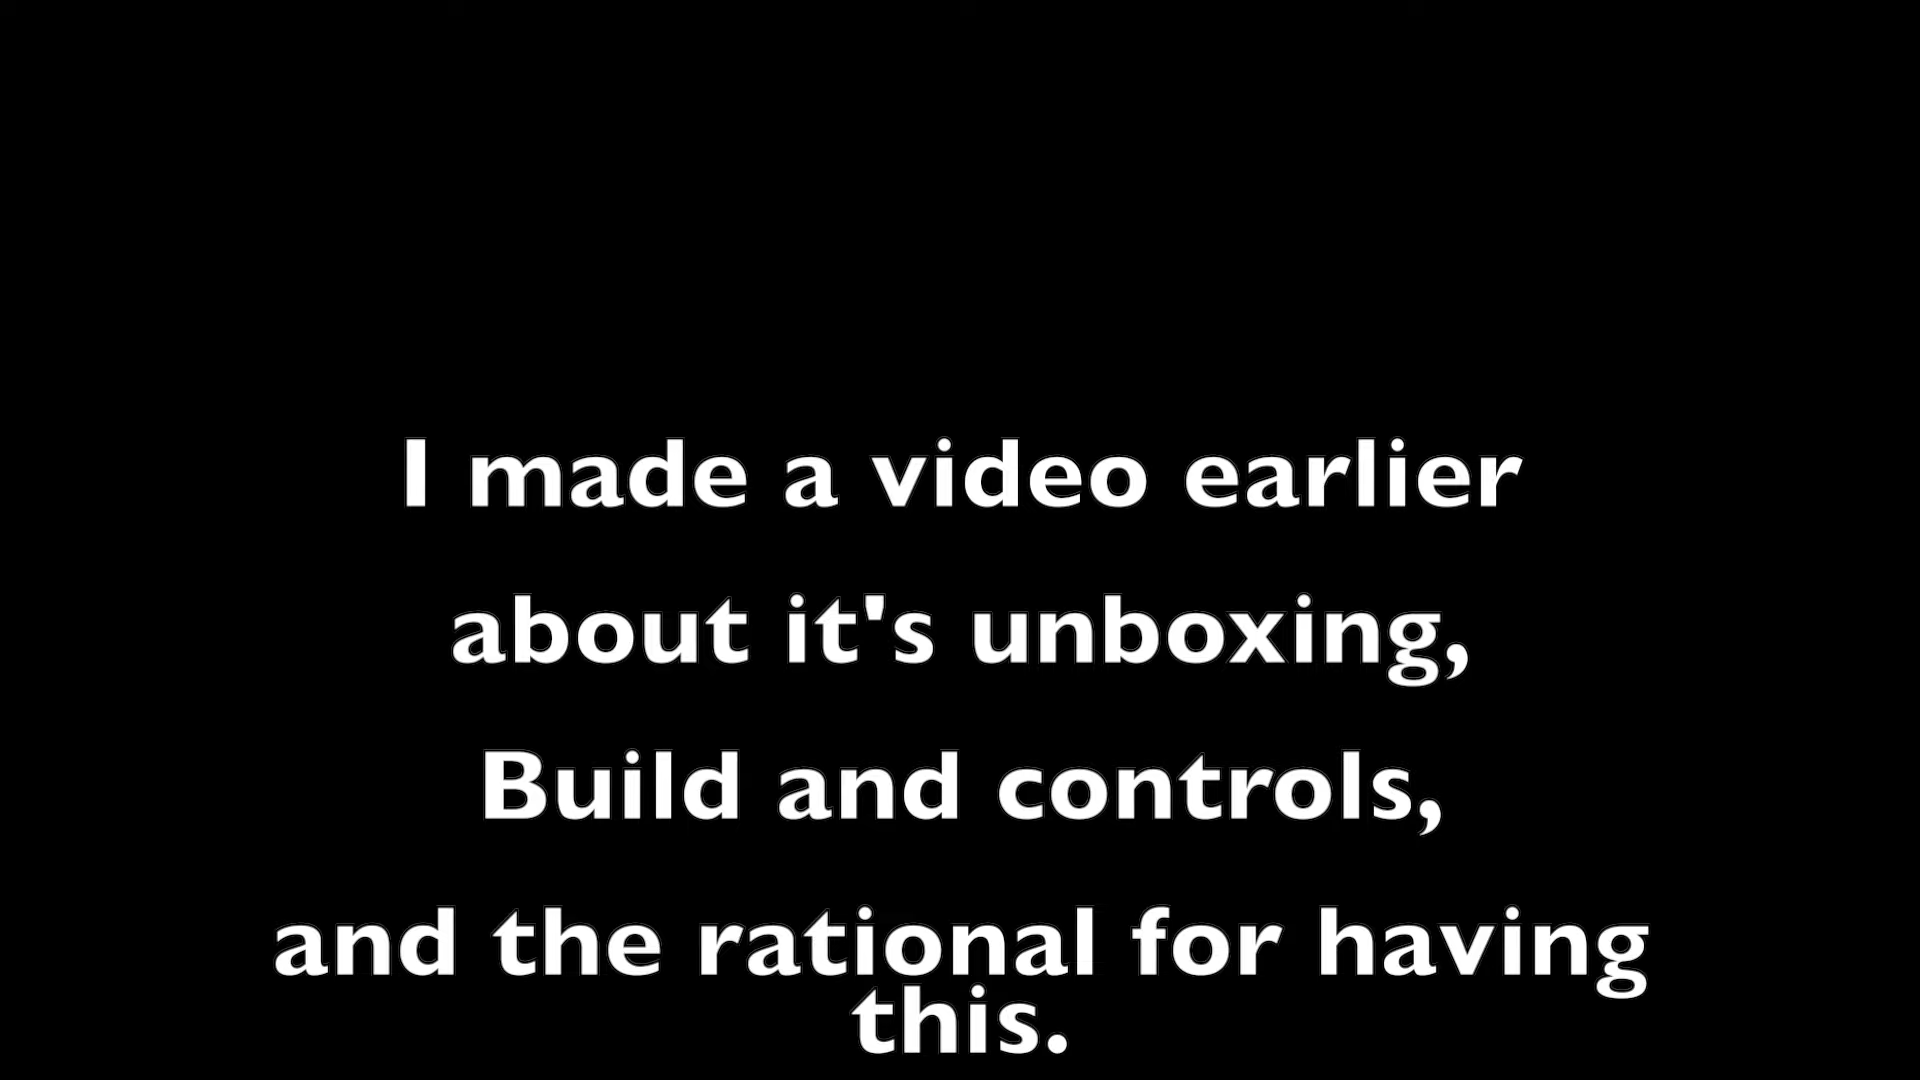 I made a video earlier
about it's unboxing,
Build and controls,
and the rational for having
this.